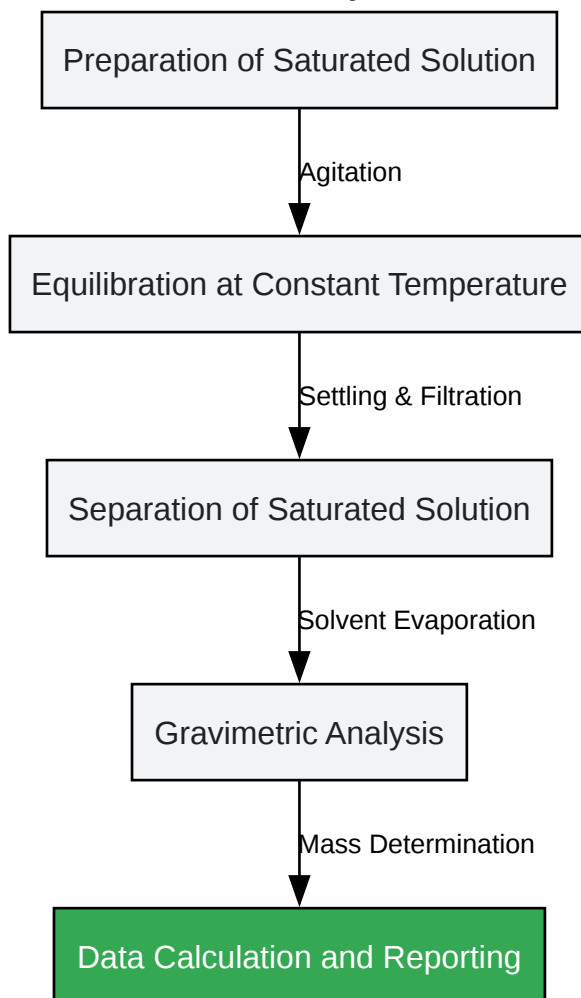 Preparation of Saturated Solution
Agitation
Equilibration at Constant Temperature
Settling & Filtration
Separation of Saturated Solution
Solvent Evaporation
Gravimetric Analysis
Mass Determination
Data Calculation and Reporting